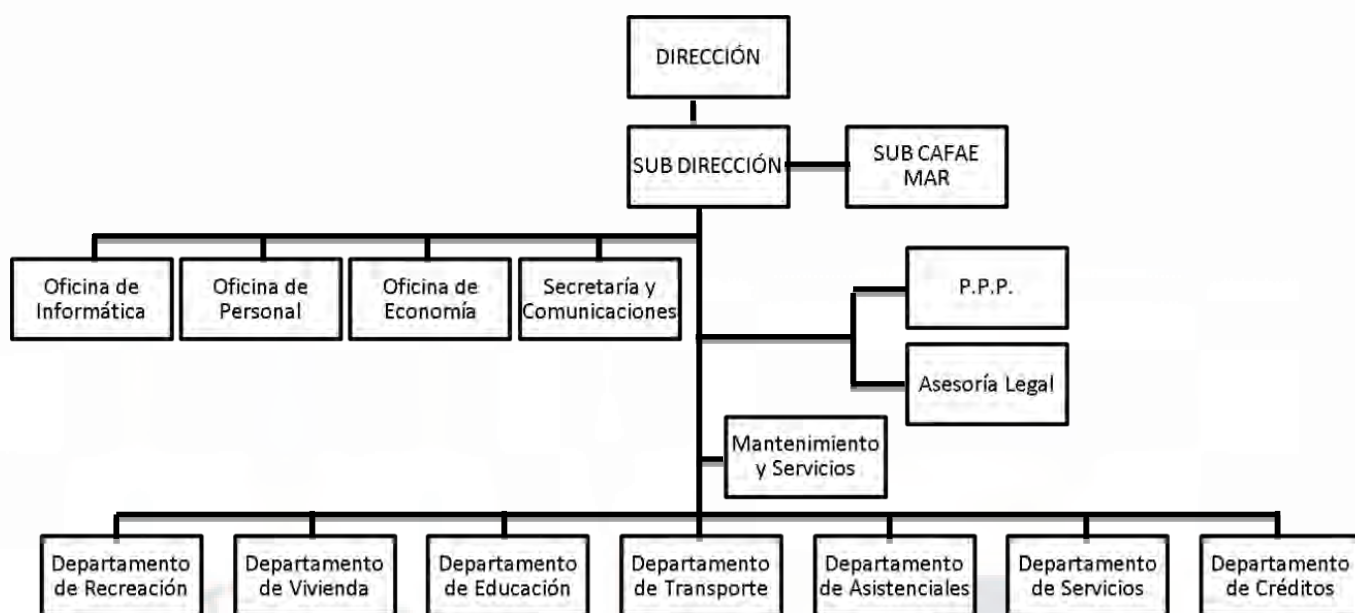 DIRECCIÓN
SUB DIRECCIÓN
SUB CAFAE
MAR
Oficina de
Informática
Oficina de
Personal
Oficina de
Economía
Secretaría y
Comunicaciones
P.P.P.
Asesoría Legal
Mantenimiento
y Servicios
Departamento
de Recreación
Departamento
de Vivienda
Departamento
de Educación
Departamento
de Transporte
Departamento
de Asistenciales
Departamento
de Servicios
Departamento
de Créditos